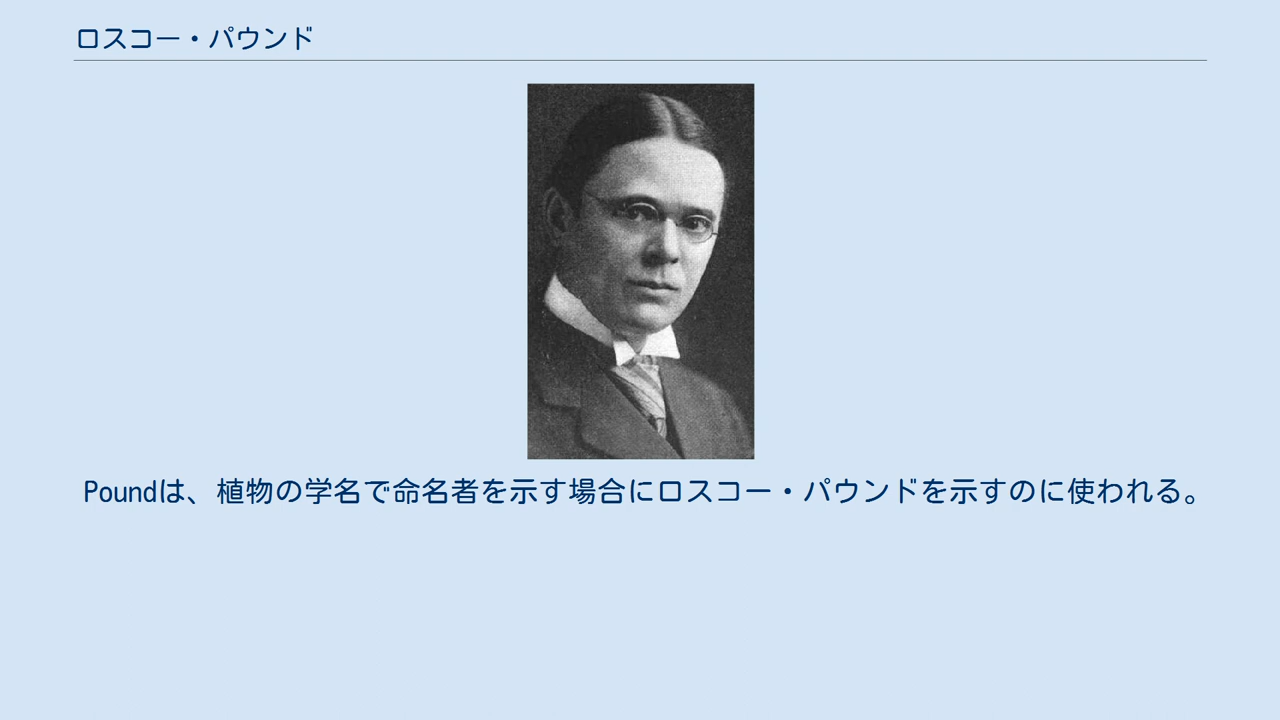 ロスコー・パウンド
Poundは、植物の学名で命名者を示す場合にロスコー・パウンドを示すのに使われる。